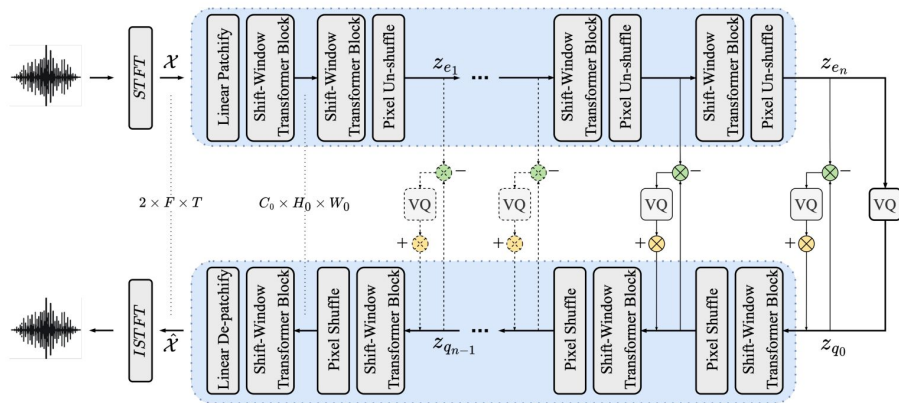 STFT
𝒳
Linear Patchify
Shift-Window
Transformer Block
Shift-Window
Transformer Block
Pixel Un-shuffle
z_{e_1}
...
Shift-Window
Transformer Block
Pixel Un-shuffle
Shift-Window
Transformer Block
Pixel Un-shuffle
z_{e_n}
− − − −
VQ VQ VQ VQ VQ
2 × F × T
C_0 × H_0 × W_0
+ + + +
ISTFT
𝒳̂
Linear De-patchify
Shift-Window
Transformer Block
Pixel Shuffle
Shift-Window
Transformer Block
z_{q_{n−1}}
...
Pixel Shuffle
Shift-Window
Transformer Block
Pixel Shuffle
Shift-Window
Transformer Block
z_{q_0}